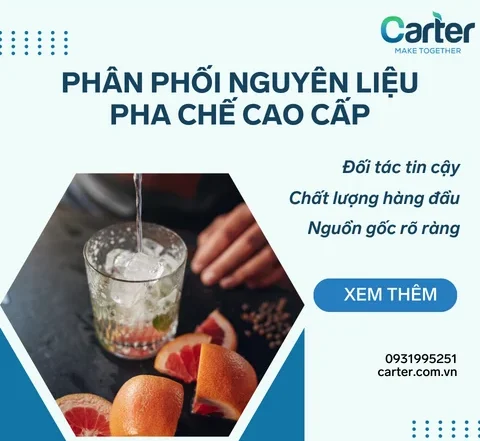 Carter
MAKE TOGETHER
PHÂN PHỐI NGUYÊN LIỆU
PHA CHẾ CAO CẤP
Đối tác tin cậy
Chất lượng hàng đầu
Nguồn gốc rõ ràng
XEM THÊM
0931995251
carter.com.vn